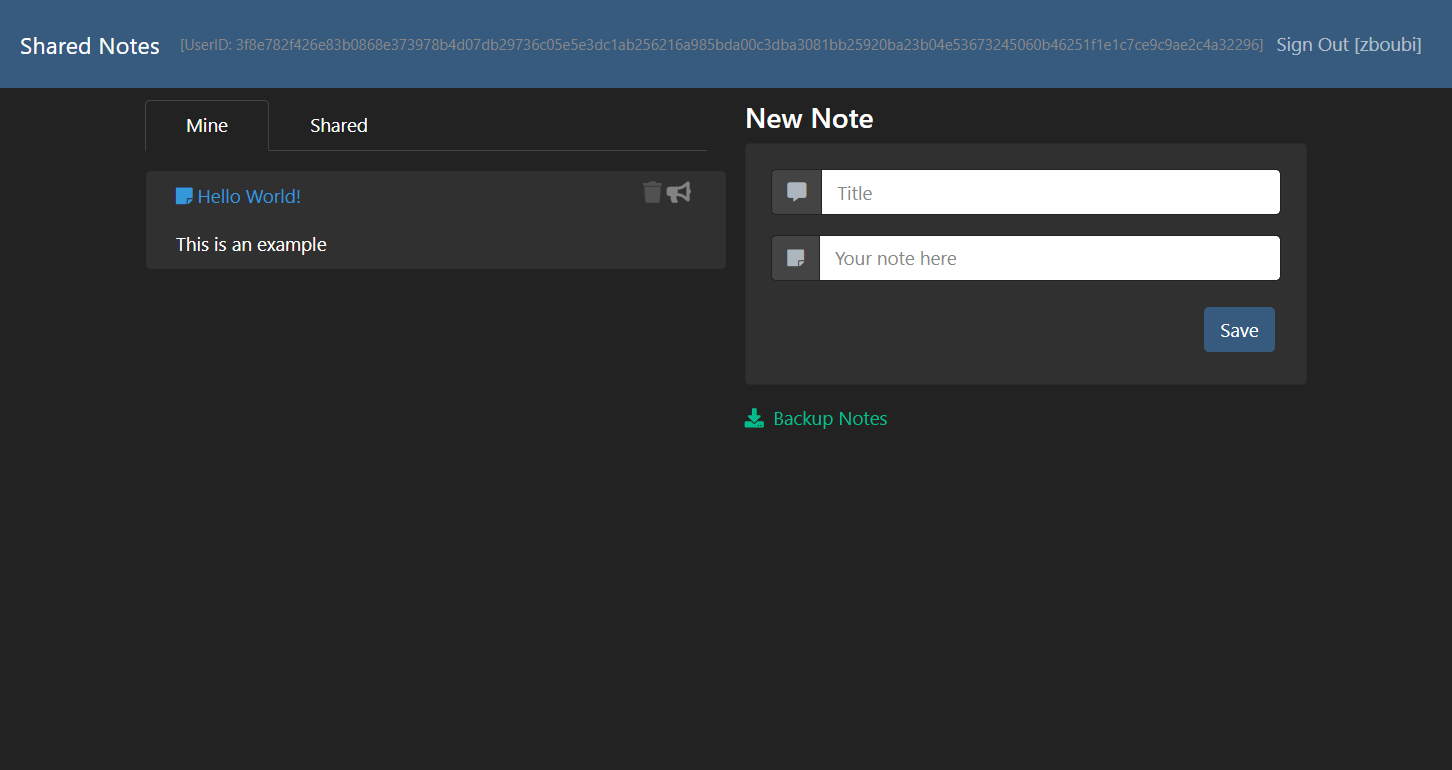 Shared Notes [UserID: 3f8e782f426e83b0868e373978b4d07db29736c05e5e3dc1ab256216a985bda00c3dba3081bb25920ba23b04e53673245060b46251f1e1c7ce9c9ae2c4a32296] Sign Out [zboubi]
Mine Shared
Hello World!
This is an example
New Note
Title
Your note here
Save
Backup Notes